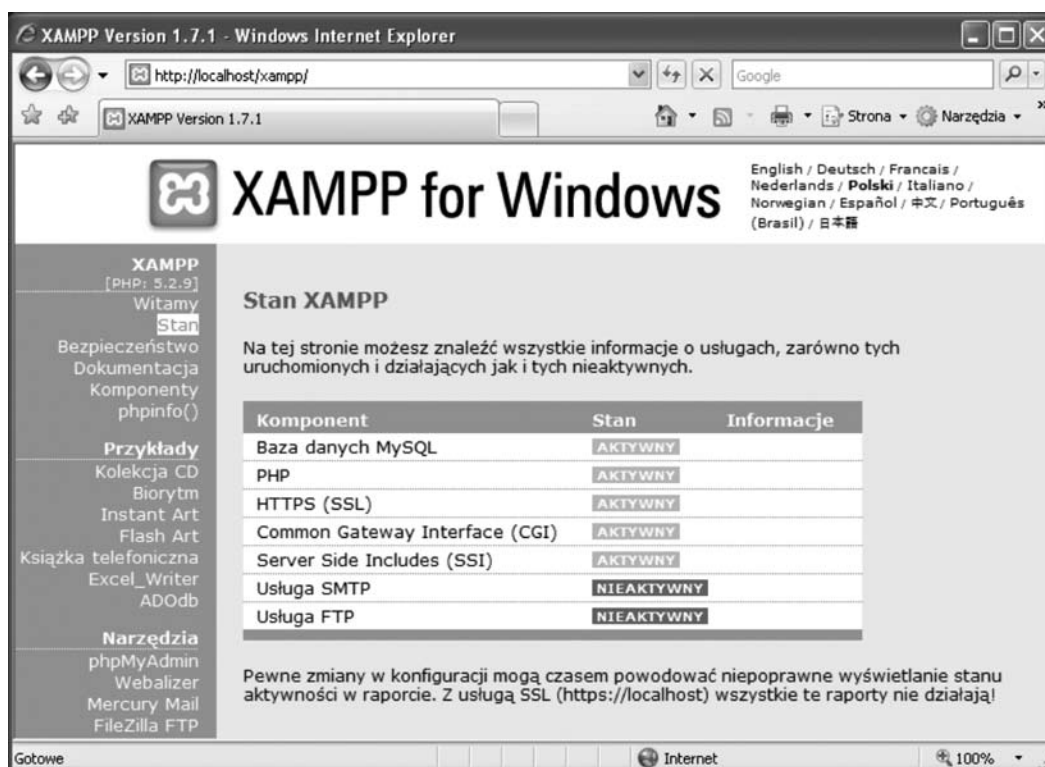 XAMPP Version 1.7.1 - Windows Internet Explorer
http://localhost/xampp/
Google
XAMPP Version 1.7.1
Strona
Narzędzia
XAMPP for Windows
English / Deutsch / Francais /
Nederlands / Polski / Italiano /
Norwegian / Español / 中文 / Português
(Brasil) / 日本語
XAMPP
[PHP: 5.2.9]
Witamy
Stan
Bezpieczeństwo
Dokumentacja
Komponenty
phpinfo()
Przykłady
Kolekcja CD
Biorytm
Instant Art
Flash Art
Książka telefoniczna
Excel_Writer
ADOdb
Narzędzia
phpMyAdmin
Webalizer
Mercury Mail
FileZilla FTP
Stan XAMPP
Na tej stronie możesz znaleźć wszystkie informacje o usługach, zarówno tych
uruchomionych i działających jak i tych nieaktywnych.
Komponent Stan Informacje
Baza danych MySQL AKTYWNY
PHP AKTYWNY
HTTPS (SSL) AKTYWNY
Common Gateway Interface (CGI) AKTYWNY
Server Side Includes (SSI) AKTYWNY
Usługa SMTP NIEAKTYWNY
Usługa FTP NIEAKTYWNY
Pewne zmiany w konfiguracji mogą czasem powodować niepoprawne wyświetlanie stanu
aktywności w raporcie. Z usługą SSL (https://localhost) wszystkie te raporty nie działają!
Gotowe
Internet
100%